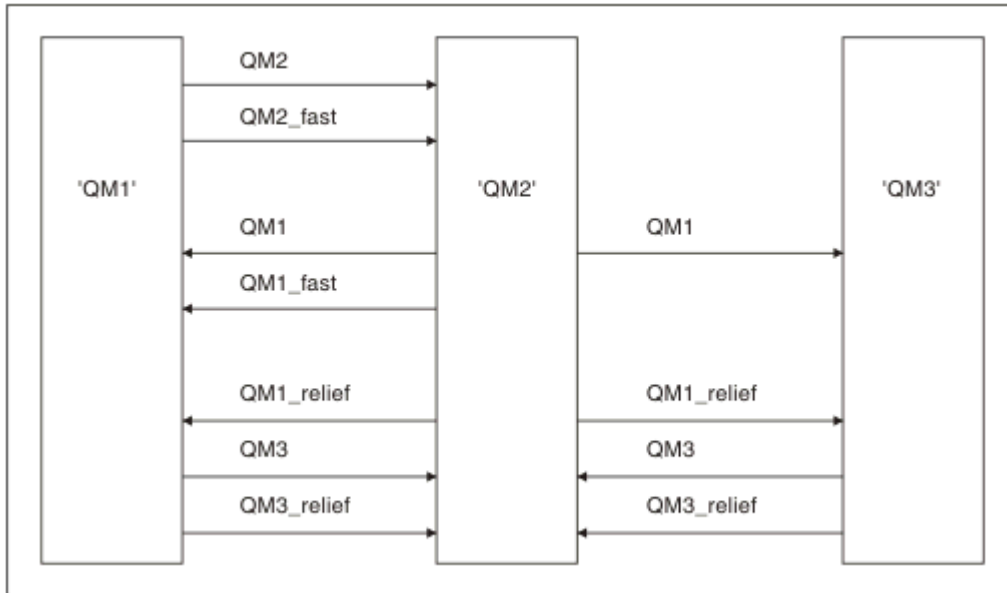 QM2
QM2_fast
'QM1' 'QM2' 'QM3'
QM1 QM1
QM1_fast
QM1_relief QM1_relief
QM3 QM3
QM3_relief QM3_relief